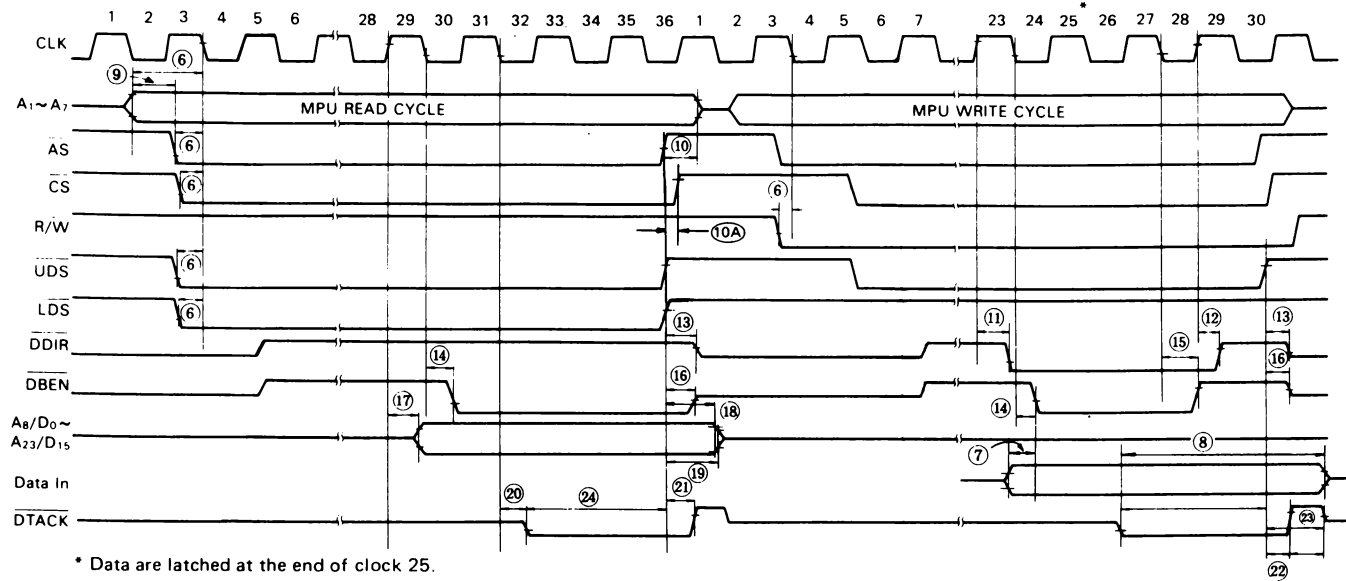 *
1 2 3 4 5 6 28 29 30 31 32 33 34 35 36 1 2 3 4 5 6 7 23 24 25 26 27 28 29 30
CLK
⑥
⑨
A1~A7 MPU READ CYCLE MPU WRITE CYCLE
AS ⑥ ⑩
CS ⑥ ⑥
R/W 10A
UDS ⑥
LDS ⑥
⑬ ⑪ ⑫ ⑬
DDIR
⑭ ⑮
DBEN ⑯ ⑯
⑰ ⑱ ⑭
A8/D0~
A23/D15
⑦ ⑧
⑲
Data In
⑳ ㉔ ㉑
DTACK ㉓
㉒
* Data are latched at the end of clock 25.